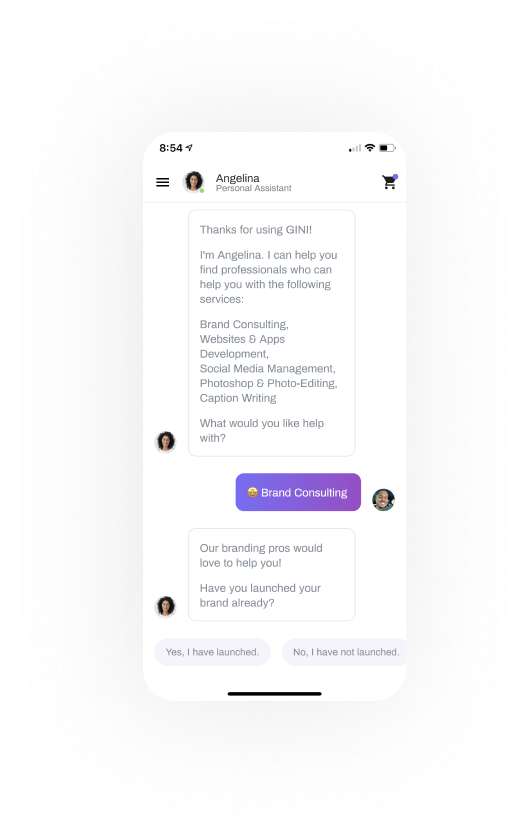 8:54
Angelina
Personal Assistant
Thanks for using GINI!
I'm Angelina. I can help you
find professionals who can
help you with the following
services:
Brand Consulting,
Websites & Apps
Development,
Social Media Management,
Photoshop & Photo-Editing,
Caption Writing
What would you like help
with?
🤩 Brand Consulting
Our branding pros would
love to help you!
Have you launched your
brand already?
Yes, I have launched.
No, I have not launched.